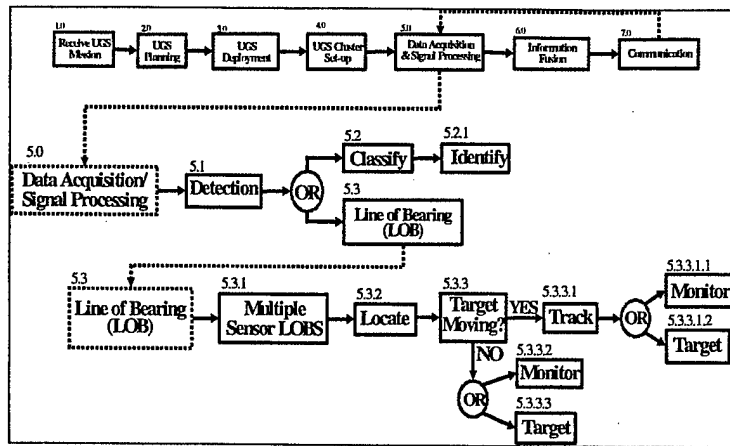 1.0
Receive UGS
Mission
2.0
UGS
Planning
3.0
UGS
Deployment
4.0
UGS Cluster
Set-up
5.0
Data Acquisition
& Signal Processing
6.0
Information
Fusion
7.0
Communication
5.0
Data Acquisition/
Signal Processing
5.1
Detection
OR
5.2
Classify
5.2.1
Identify
5.3
Line of Bearing
(LOB)
5.3
Line of Bearing
(LOB)
5.3.1
Multiple
Sensor LOBS
5.3.2
Locate
5.3.3
Target
Moving?
YES
5.3.3.1
Track
OR
5.3.3.1.1
Monitor
5.3.3.1,2
Target
NO
OR
5.3.3.2
Monitor
5.3.3.3
Target